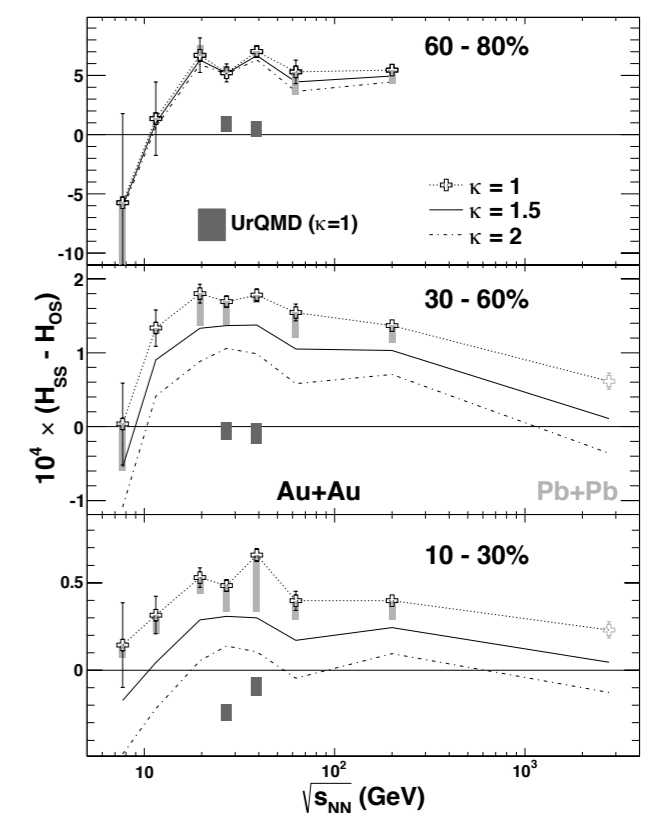 60 - 80%
5
0
-5
-10
κ = 1
κ = 1.5
κ = 2
UrQMD (κ=1)
30 - 60%
2
1
0
-1
Au+Au
Pb+Pb
10 - 30%
0.5
0
10⁴ × (H_SS - H_OS)
10
10²
10³
√s_NN (GeV)